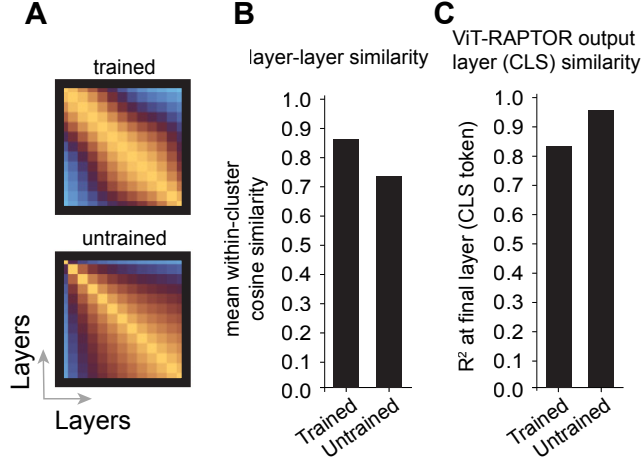 A
trained
untrained
Layers
Layers
B
layer-layer similarity
mean within-cluster
cosine similarity
1.0
0.9
0.8
0.7
0.6
0.5
0.4
0.3
0.2
0.1
0.0
Trained
Untrained
C
ViT-RAPTOR output
layer (CLS) similarity
R² at final layer (CLS token)
1.0
0.9
0.8
0.7
0.6
0.5
0.4
0.3
0.2
0.1
0.0
Trained
Untrained